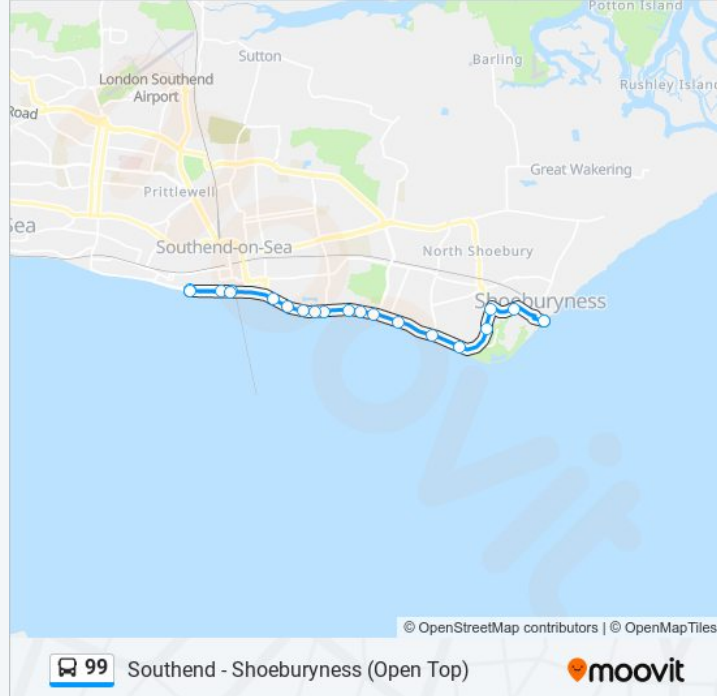 Potton Island
Sutton
Barling
London Southend
Airport
Rushley Island
Road
Great Wakering
Prittlewell
Sea
Southend-on-Sea
North Shoebury
Shoeburyness
ovit
© OpenStreetMap contributors | © OpenMapTiles
99 Southend - Shoeburyness (Open Top)
moovit